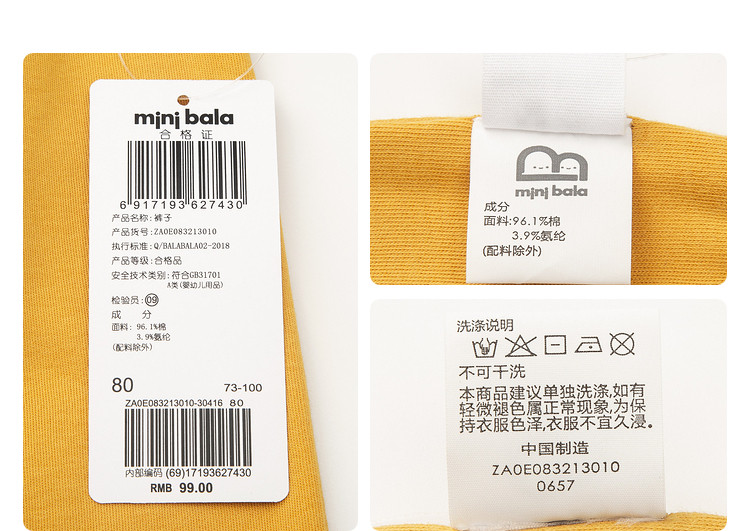 mini bala
合格证
6 917193 627430
产品名称: 裤子
产品货号: ZA0E083213010
执行标准: Q/BALABALA02-2018
产品等级: 合格品
安全技术类别: 符合GB31701
A类(婴幼儿用品)
检验员: 09
成 分
面料: 96.1%棉
3.9%氨纶
(配料除外)
80 73-100
ZA0E083213010-30416 80
内部编码 (69)17193627430
RMB 99.00
mini bala
成分
面料:96.1%棉
3.9%氨纶
(配料除外)
洗涤说明
不可干洗
本商品建议单独洗涤,如有
轻微褪色属正常现象,为保
持衣服色泽,衣服不宜久浸。
中国制造
ZA0E083213010
0657